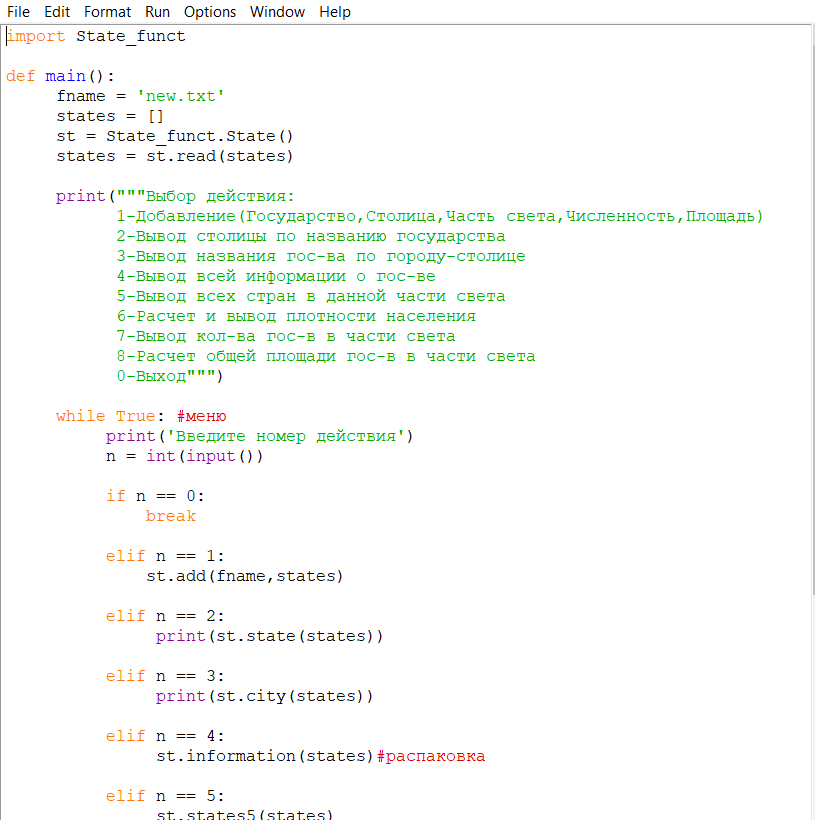 File Edit Format Run Options Window Help
import State_funct
def main():
fname = 'new.txt'
states = []
st = State_funct.State()
states = st.read(states)
print("""Выбор действия:
1-Добавление(Государство,Столица,Часть света,Численность,Площадь)
2-Вывод столицы по названию государства
3-Вывод названия гос-ва по городу-столице
4-Вывод всей информации о гос-ве
5-Вывод всех стран в данной части света
6-Расчет и вывод плотности населения
7-Вывод кол-ва гос-в в части света
8-Расчет общей площади гос-в в части света
0-Выход""")
while True: #меню
print('Введите номер действия')
n = int(input())
if n == 0:
break
elif n == 1:
st.add(fname,states)
elif n == 2:
print(st.state(states))
elif n == 3:
print(st.city(states))
elif n == 4:
st.information(states)#распаковка
elif n == 5:
st.states5(states)